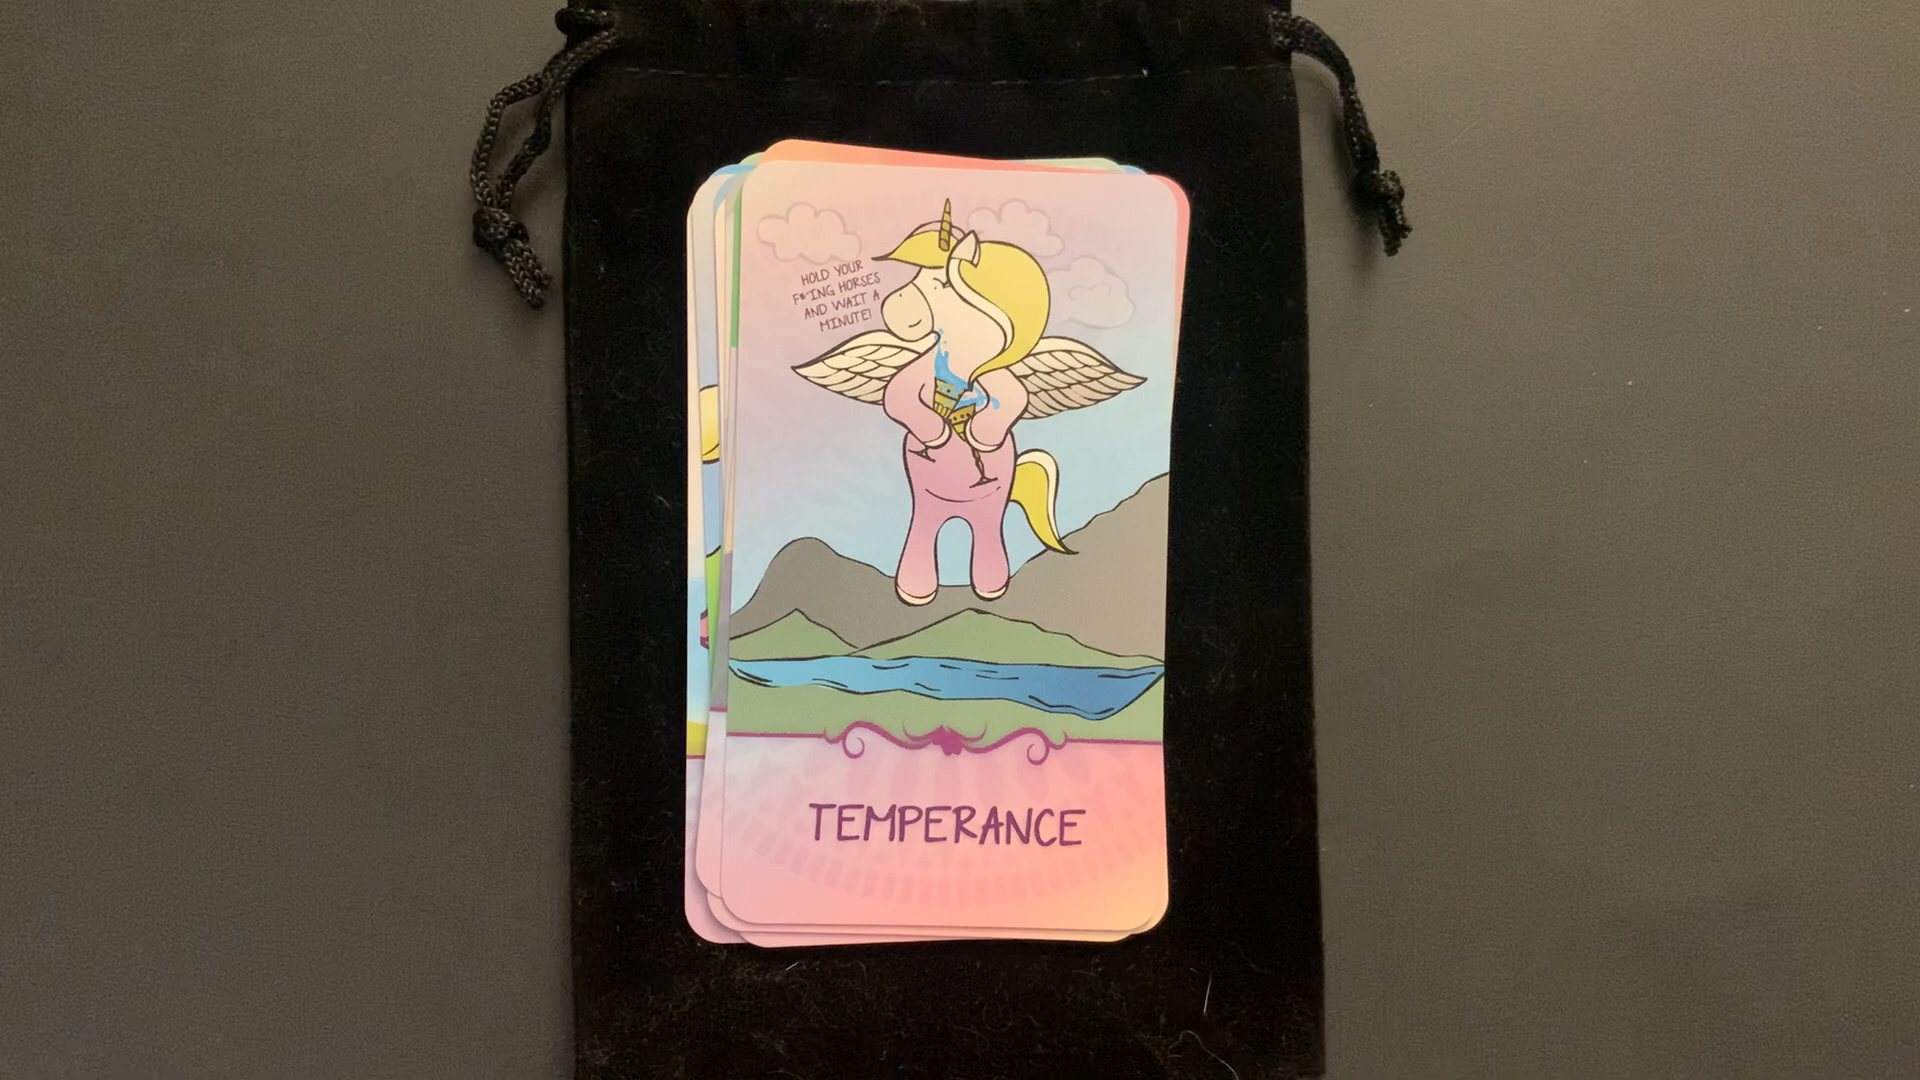 HOLD YOUR
F*'ING HORSES
AND WAIT A
MINUTE!
TEMPERANCE